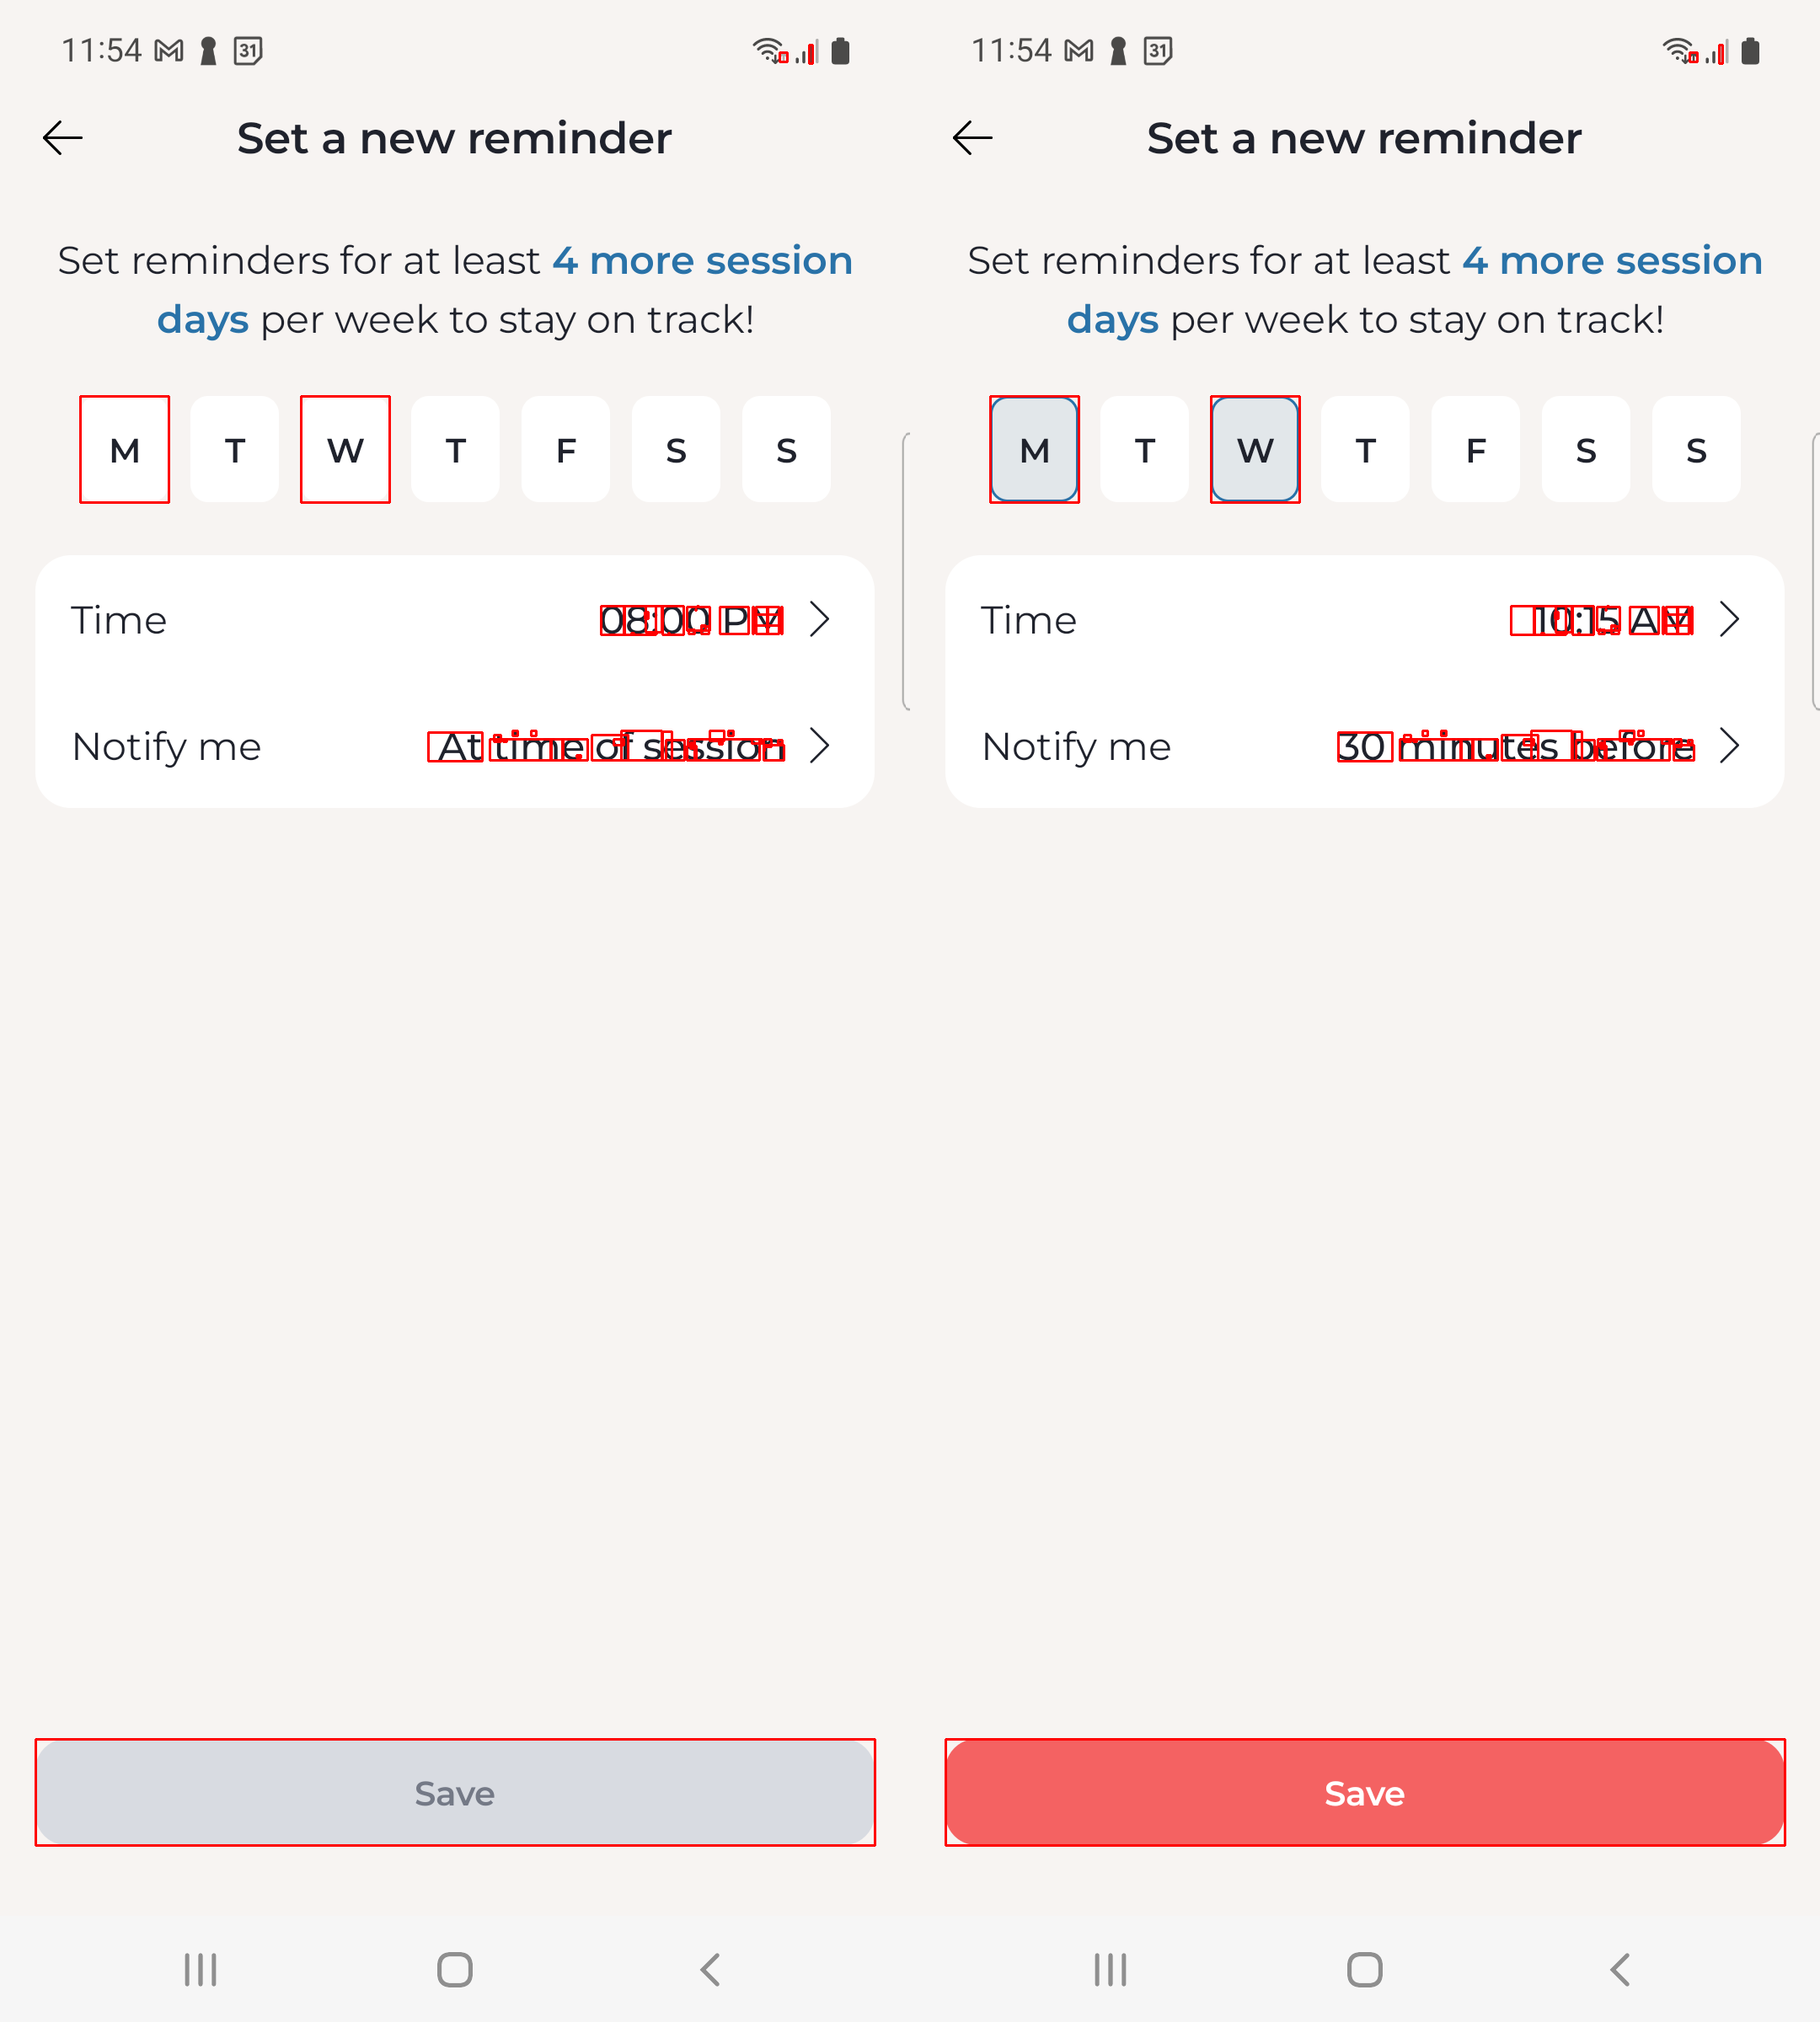 11:54 31
Set a new reminder
Set reminders for at least 4 more session
days per week to stay on track!
M T W T F S S
Time 08:00 PM
Notify me At time of session
Save
11:54 31
Set a new reminder
Set reminders for at least 4 more session
days per week to stay on track!
M T W T F S S
Time 10:15 AM
Notify me 30 minutes before
Save